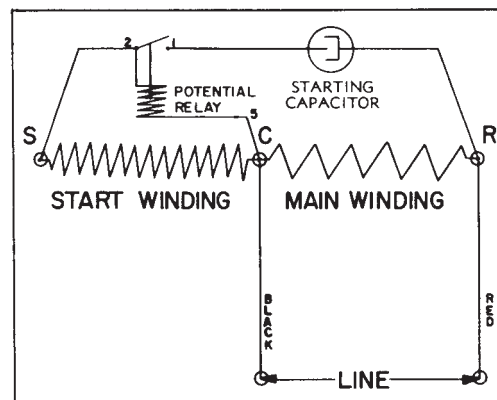 2 1
POTENTIAL
RELAY
5
STARTING
CAPACITOR
S C R
START WINDING MAIN WINDING
BLACK
RED
LINE